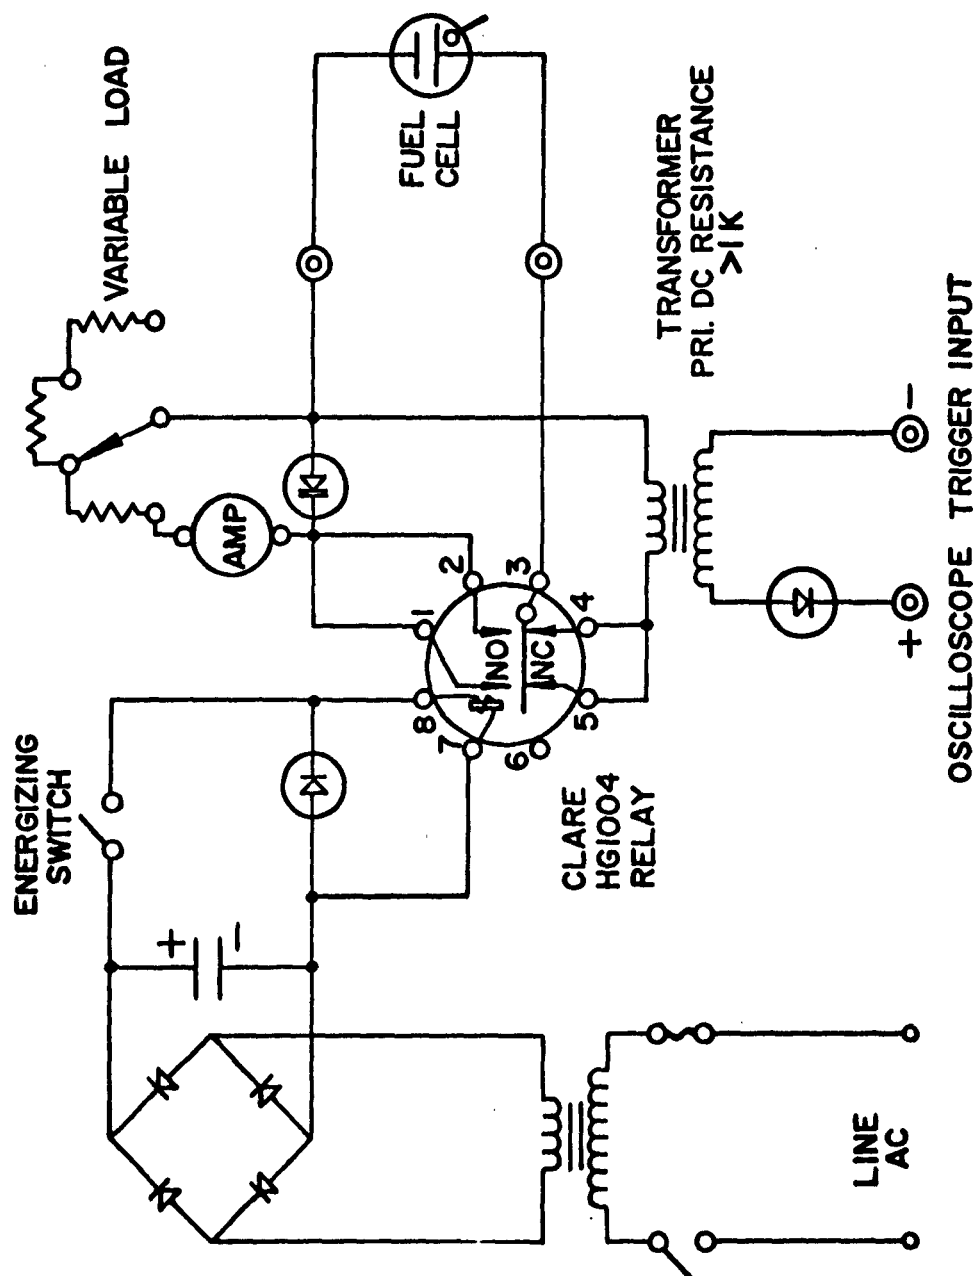 ENERGIZING
SWITCH
VARIABLE LOAD
+
−
AMP
FUEL
CELL
1
2
3
4
5
6
7
8
NO
NC
CLARE
HG1004
RELAY
TRANSFORMER
PRI. DC RESISTANCE
>1K
LINE
AC
+
−
OSCILLOSCOPE TRIGGER INPUT